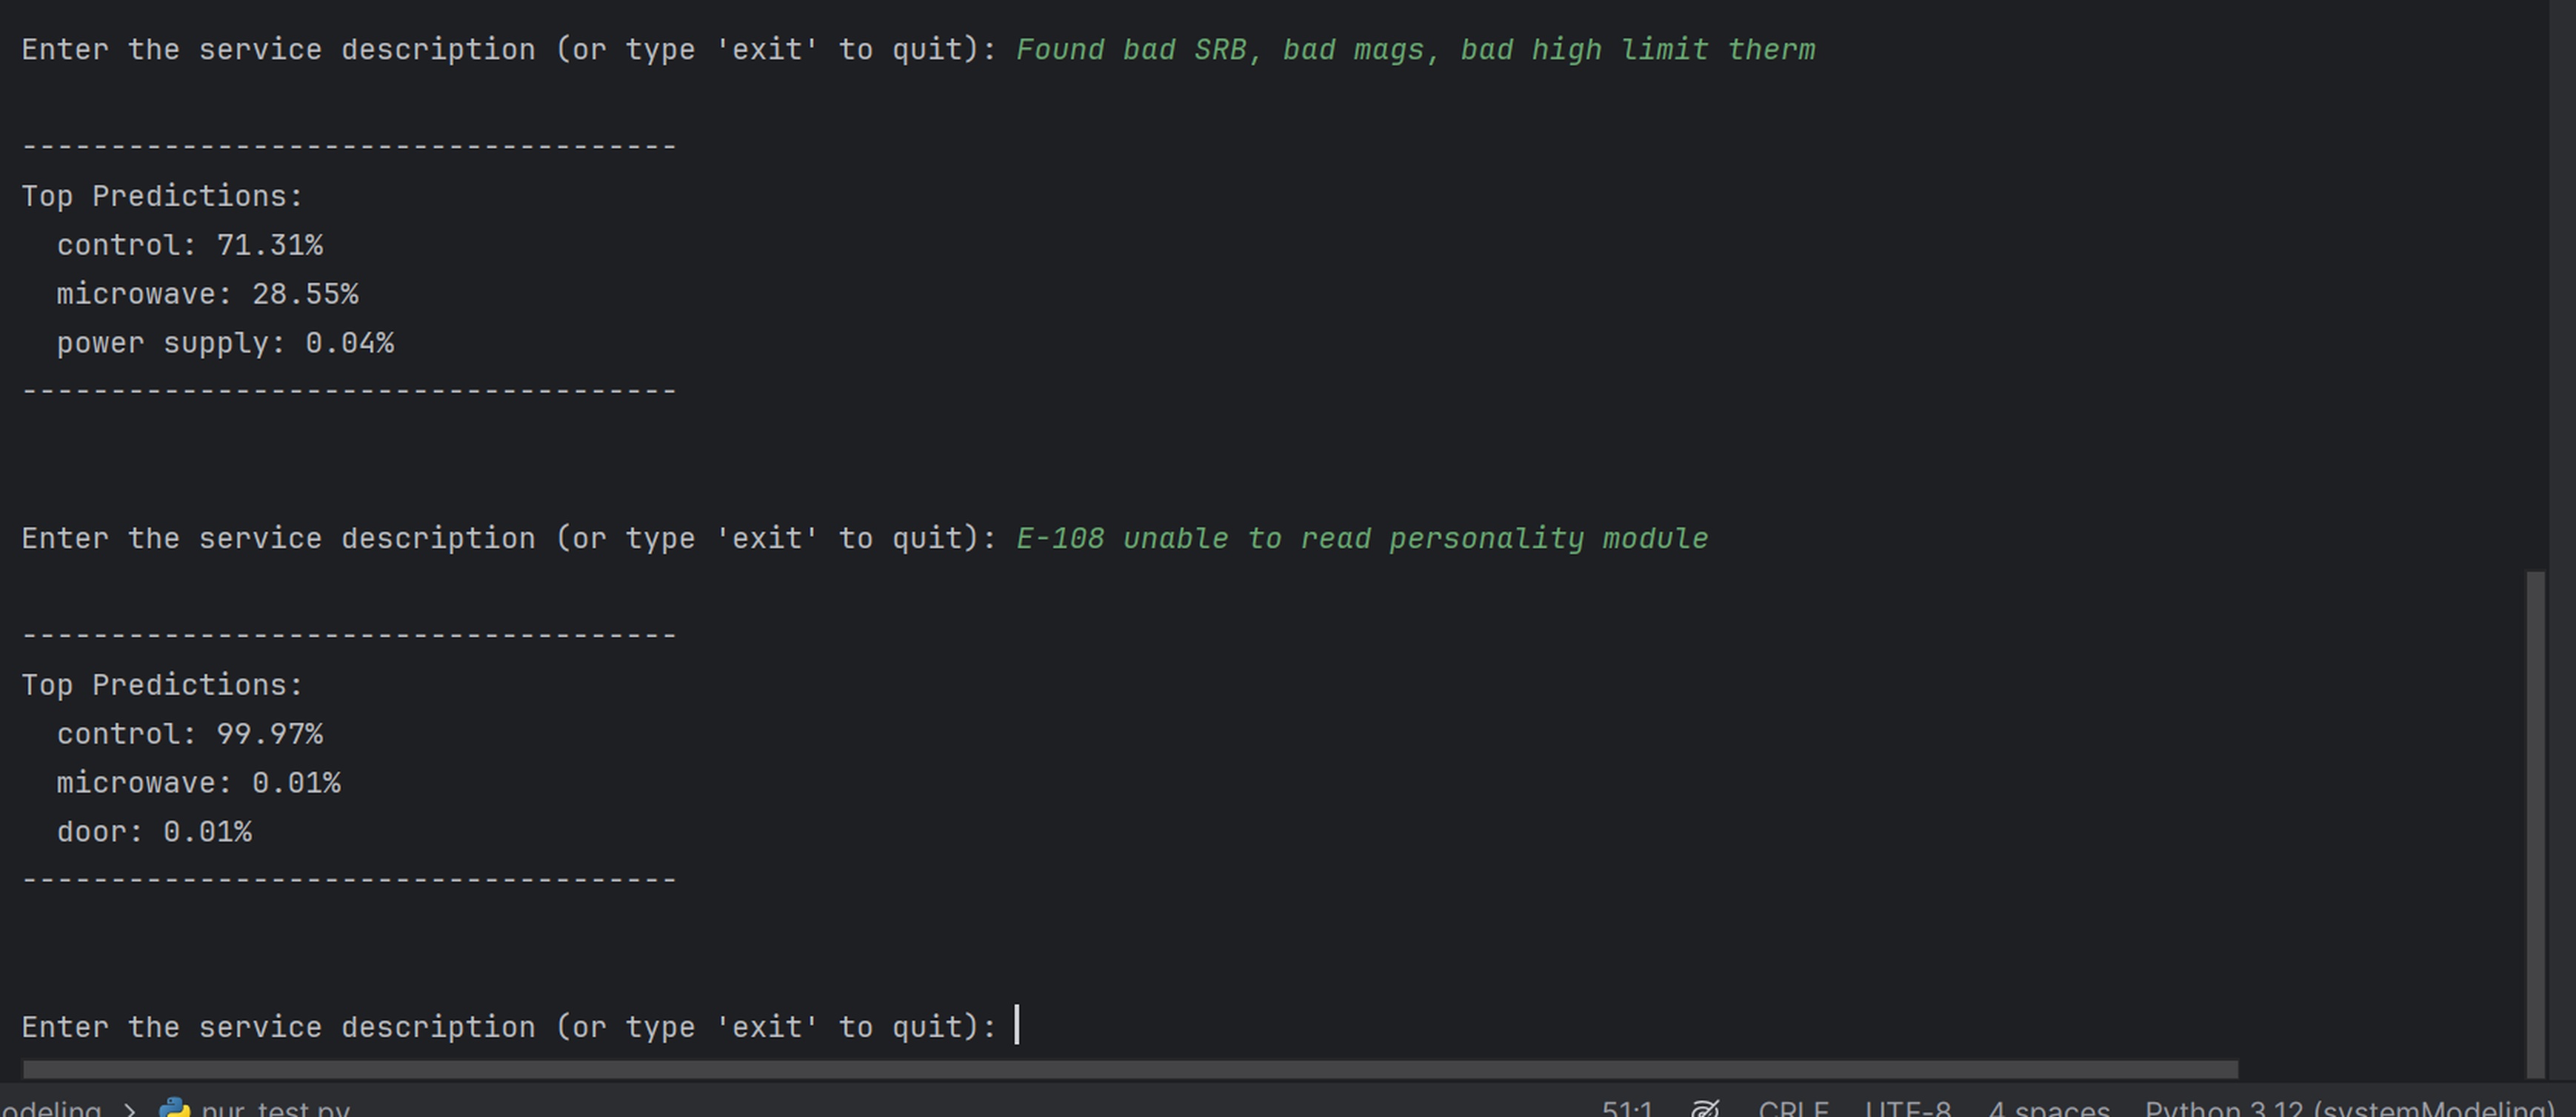 Enter the service description (or type 'exit' to quit): Found bad SRB, bad mags, bad high limit therm
-------------------------------------
Top Predictions:
control: 71.31%
microwave: 28.55%
power supply: 0.04%
-------------------------------------
Enter the service description (or type 'exit' to quit): E-108 unable to read personality module
-------------------------------------
Top Predictions:
control: 99.97%
microwave: 0.01%
door: 0.01%
-------------------------------------
Enter the service description (or type 'exit' to quit):
odeling > nur_test.py 51:1 CRLF UTF-8 4 spaces Python 3.12 (systemModeling)